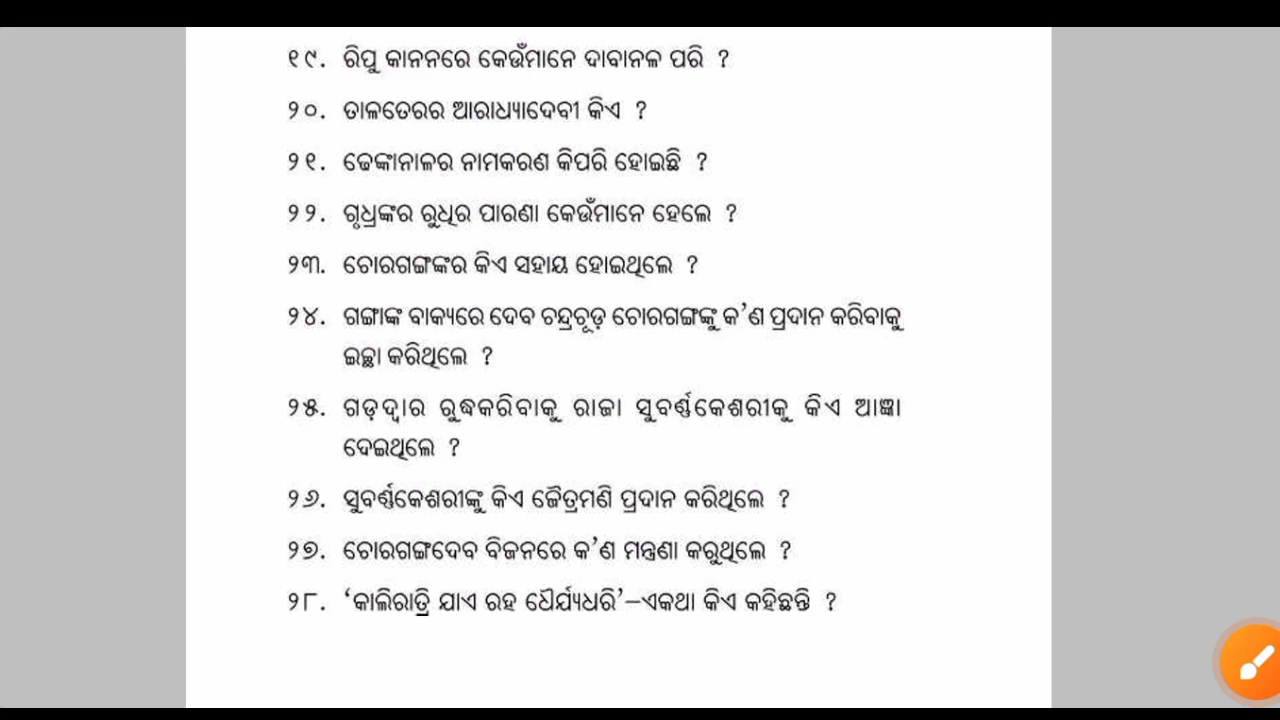 ୧୯. ରିପୁ କାନନରେ କେଉଁମାନେ ଦାବାନଳ ପରି ?
୨୦. ତାଳତେରର ଆରାଧ୍ୟାଦେବୀ କିଏ ?
୨୧. ଢେଙ୍କାନାଳର ନାମକରଣ କିପରି ହୋଇଛି ?
୨୨. ଗୃଧ୍ରଙ୍କର ରୁଧିର ପାରଣା କେଉଁମାନେ ହେଲେ ?
୨୩. ଚୋରଗଙ୍ଗଙ୍କର କିଏ ସହାୟ ହୋଇଥିଲେ ?
୨୪. ଗଙ୍ଗାଙ୍କ ବାକ୍ୟରେ ଦେବ ଚନ୍ଦ୍ରଚୂଡ଼ ଚୋରଗଙ୍ଗଙ୍କୁ କ’ଣ ପ୍ରଦାନ କରିବାକୁ
ଇଚ୍ଛା କରିଥିଲେ ?
୨୫. ଗଡ଼ଦ୍ୱାର ରୁଦ୍ଧକରିବାକୁ ରାଜା ସୁବର୍ଣ୍ଣକେଶରୀକୁ କିଏ ଆଜ୍ଞା
ଦେଇଥିଲେ ?
୨୬. ସୁବର୍ଣ୍ଣକେଶରୀଙ୍କୁ କିଏ ଜୈତ୍ରମଣି ପ୍ରଦାନ କରିଥିଲେ ?
୨୭. ଚୋରଗଙ୍ଗଦେବ ବିଜନରେ କ’ଣ ମନ୍ତ୍ରଣା କରୁଥିଲେ ?
୨୮. ‘କାଲିରାତ୍ରି ଯାଏ ରହ ଧୈର୍ଯ୍ୟଧରି’–ଏକଥା କିଏ କହିଛନ୍ତି ?